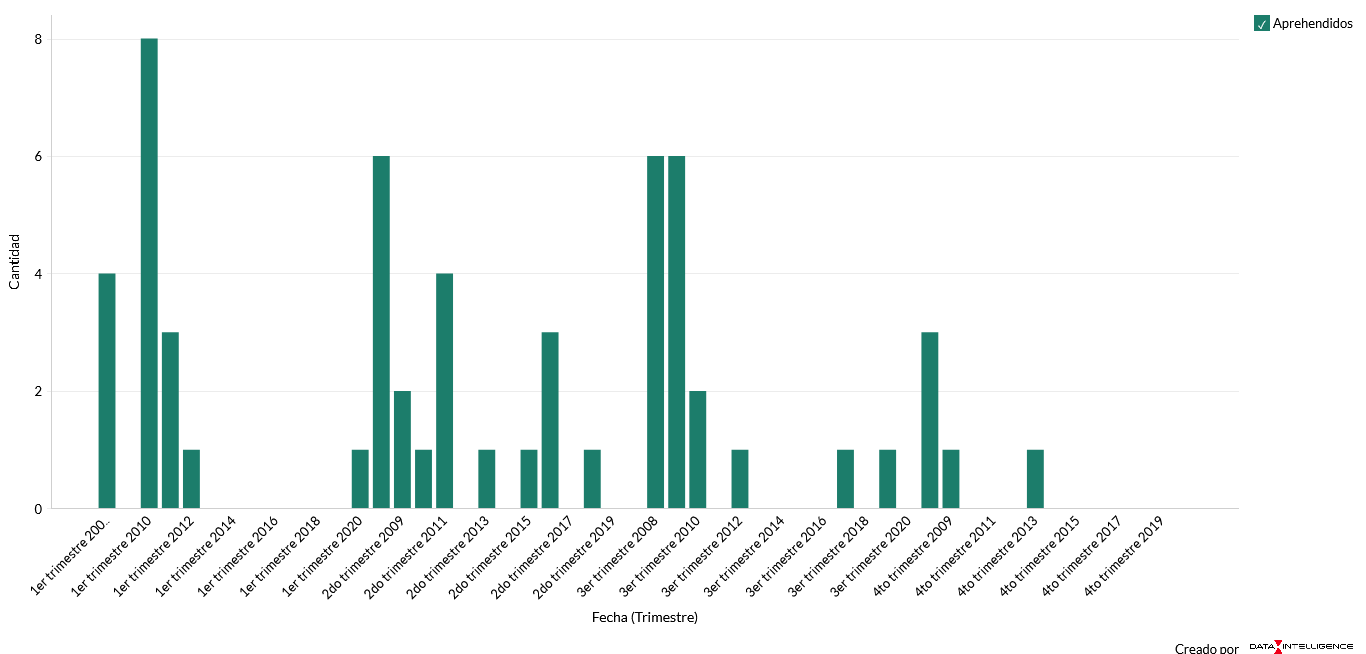 ✓ Aprehendidos
8
6
4
2
0
Cantidad
1er trimestre 200..
1er trimestre 2010
1er trimestre 2012
1er trimestre 2014
1er trimestre 2016
1er trimestre 2018
1er trimestre 2020
2do trimestre 2009
2do trimestre 2011
2do trimestre 2013
2do trimestre 2015
2do trimestre 2017
2do trimestre 2019
3er trimestre 2008
3er trimestre 2010
3er trimestre 2012
3er trimestre 2014
3er trimestre 2016
3er trimestre 2018
3er trimestre 2020
4to trimestre 2009
4to trimestre 2011
4to trimestre 2013
4to trimestre 2015
4to trimestre 2017
4to trimestre 2019
Fecha (Trimestre)
Creado por DATA INTELLIGENCE